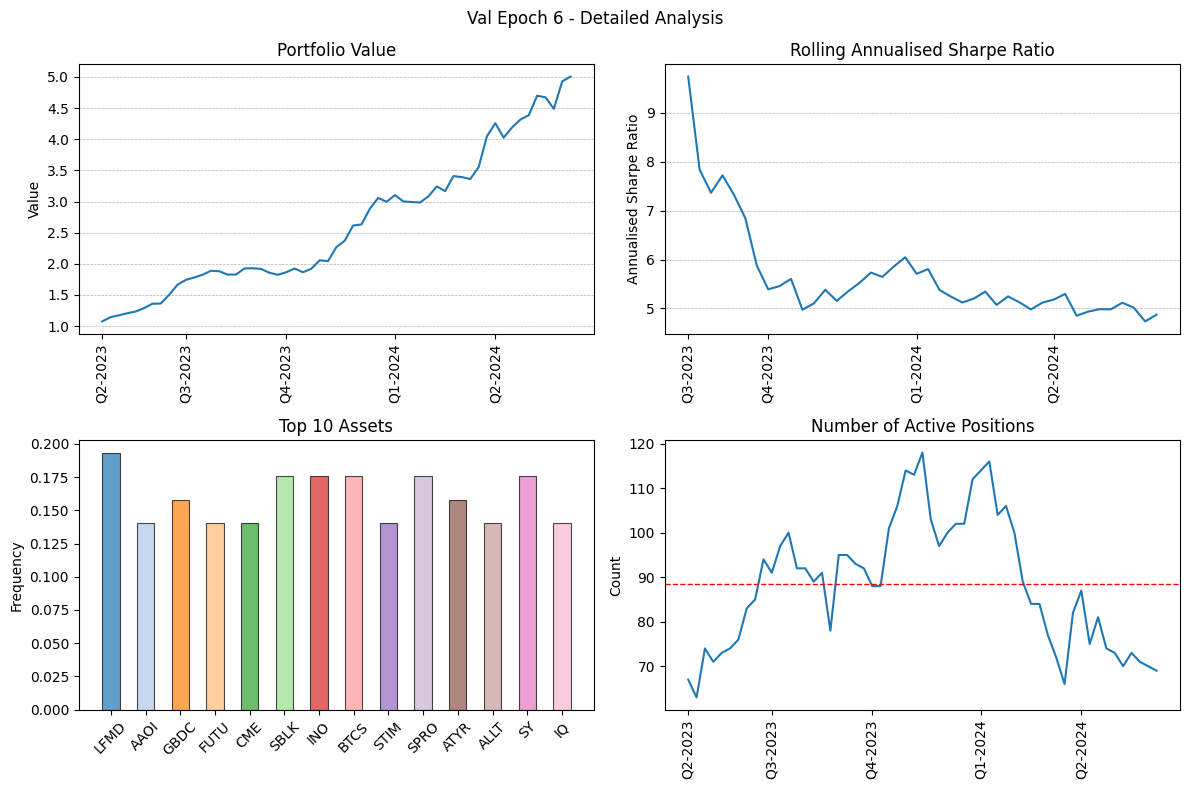 Val Epoch 6 - Detailed Analysis
Portfolio Value
Value
5.0
4.5
4.0
3.5
3.0
2.5
2.0
1.5
1.0
Q2-2023
Q3-2023
Q4-2023
Q1-2024
Q2-2024
Rolling Annualised Sharpe Ratio
Annualised Sharpe Ratio
9
8
7
6
5
Q3-2023
Q4-2023
Q1-2024
Q2-2024
Top 10 Assets
Frequency
0.200
0.175
0.150
0.125
0.100
0.075
0.050
0.025
0.000
LFMD
AAOI
GBDC
FUTU
CME
SBLK
INO
BTCS
STIM
SPRO
ATYR
ALLT
SY
IQ
Number of Active Positions
Count
120
110
100
90
80
70
Q2-2023
Q3-2023
Q4-2023
Q1-2024
Q2-2024